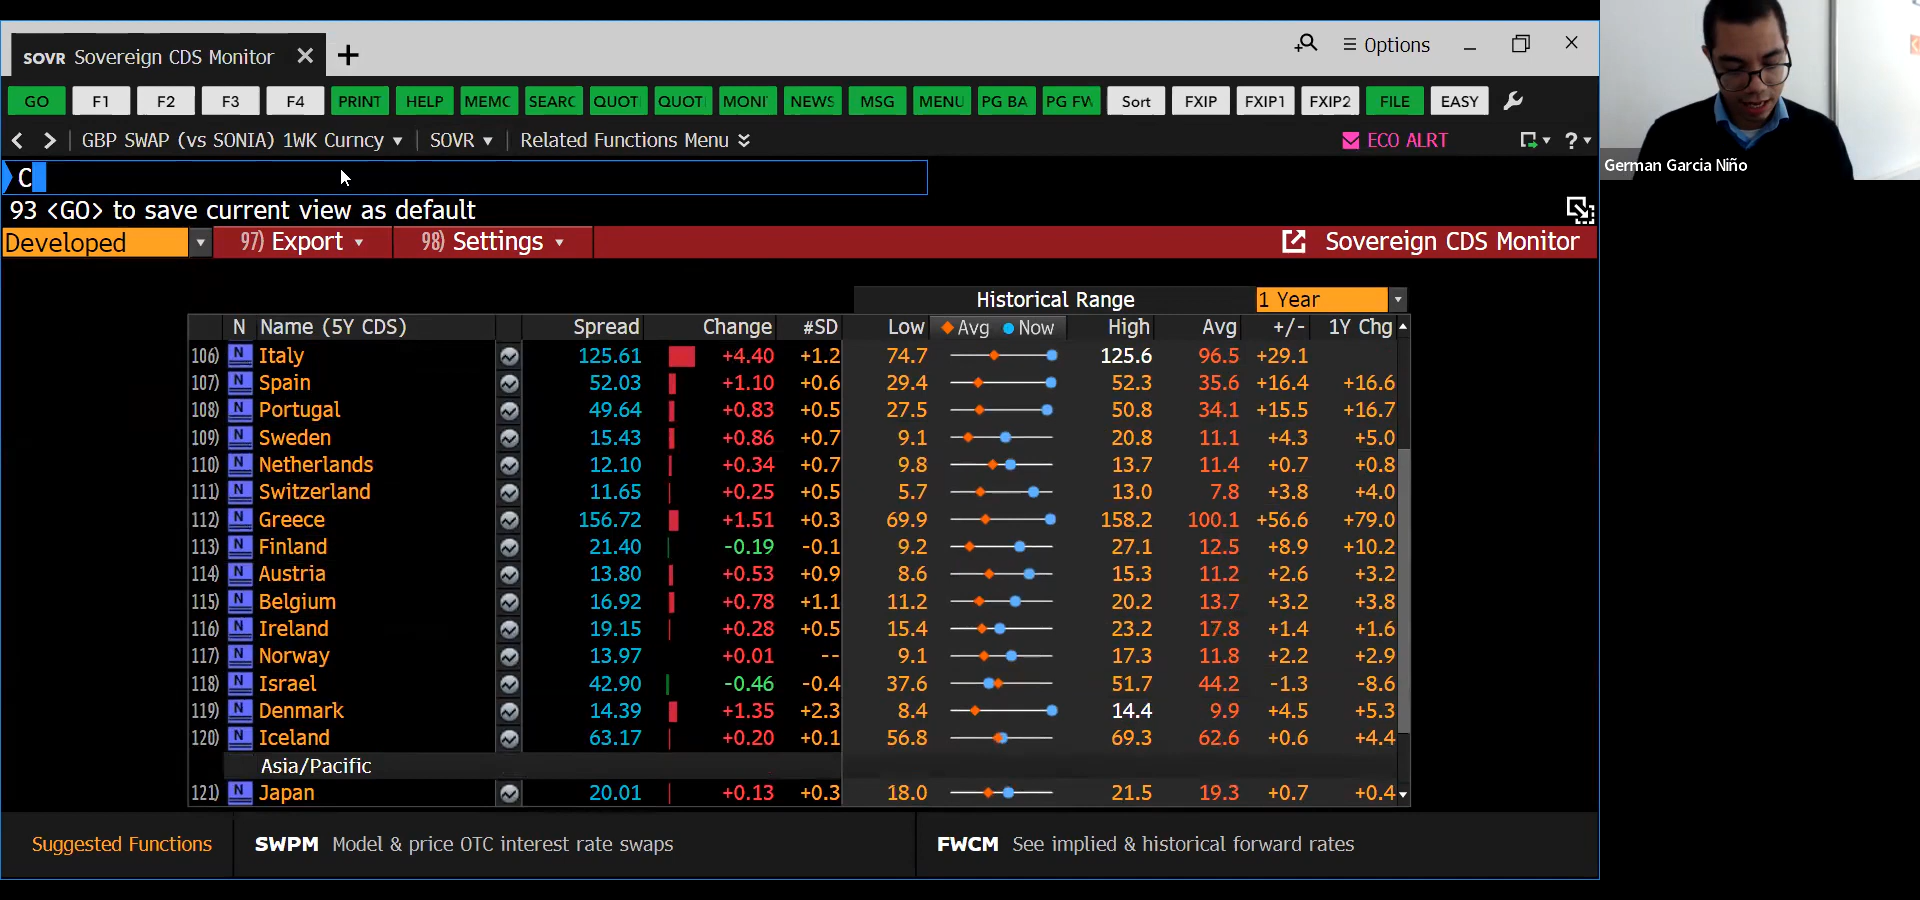 SOVR Sovereign CDS Monitor
Options
GO F1 F2 F3 F4 PRINT HELP MEMC SEARC QUOT QUOT MONI NEWS MSG MENU PG BA PG FW Sort FXIP FXIP1 FXIP2 FILE EASY
GBP SWAP (vs SONIA) 1WK Curncy SOVR Related Functions Menu ECO ALRT ?
German Garcia Niño
C
93 <GO> to save current view as default
Developed 97) Export 98) Settings Sovereign CDS Monitor
Historical Range 1 Year
N Name (5Y CDS) Spread Change #SD Low Avg Now High Avg +/- 1Y Chg
106) N Italy 125.61 +4.40 +1.2 74.7 125.6 96.5 +29.1
107) N Spain 52.03 +1.10 +0.6 29.4 52.3 35.6 +16.4 +16.6
108) N Portugal 49.64 +0.83 +0.5 27.5 50.8 34.1 +15.5 +16.7
109) N Sweden 15.43 +0.86 +0.7 9.1 20.8 11.1 +4.3 +5.0
110) N Netherlands 12.10 +0.34 +0.7 9.8 13.7 11.4 +0.7 +0.8
111) N Switzerland 11.65 +0.25 +0.5 5.7 13.0 7.8 +3.8 +4.0
112) N Greece 156.72 +1.51 +0.3 69.9 158.2 100.1 +56.6 +79.0
113) N Finland 21.40 -0.19 -0.1 9.2 27.1 12.5 +8.9 +10.2
114) N Austria 13.80 +0.53 +0.9 8.6 15.3 11.2 +2.6 +3.2
115) N Belgium 16.92 +0.78 +1.1 11.2 20.2 13.7 +3.2 +3.8
116) N Ireland 19.15 +0.28 +0.5 15.4 23.2 17.8 +1.4 +1.6
117) N Norway 13.97 +0.01 -- 9.1 17.3 11.8 +2.2 +2.9
118) N Israel 42.90 -0.46 -0.4 37.6 51.7 44.2 -1.3 -8.6
119) N Denmark 14.39 +1.35 +2.3 8.4 14.4 9.9 +4.5 +5.3
120) N Iceland 63.17 +0.20 +0.1 56.8 69.3 62.6 +0.6 +4.4
Asia/Pacific
121) N Japan 20.01 +0.13 +0.3 18.0 21.5 19.3 +0.7 +0.4
Suggested Functions SWPM Model & price OTC interest rate swaps FWCM See implied & historical forward rates